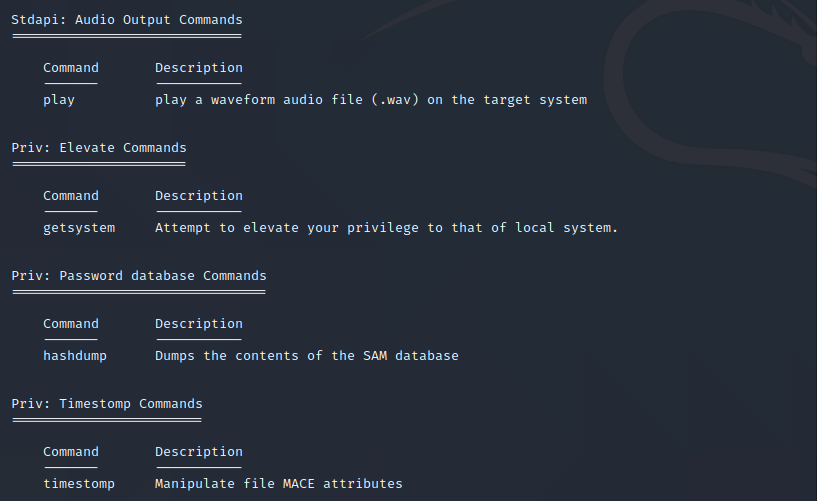 Stdapi: Audio Output Commands
=============================
Command       Description
-------       -----------
play          play a waveform audio file (.wav) on the target system
Priv: Elevate Commands
======================
Command       Description
-------       -----------
getsystem     Attempt to elevate your privilege to that of local system.
Priv: Password database Commands
================================
Command       Description
-------       -----------
hashdump      Dumps the contents of the SAM database
Priv: Timestomp Commands
========================
Command       Description
-------       -----------
timestomp     Manipulate file MACE attributes